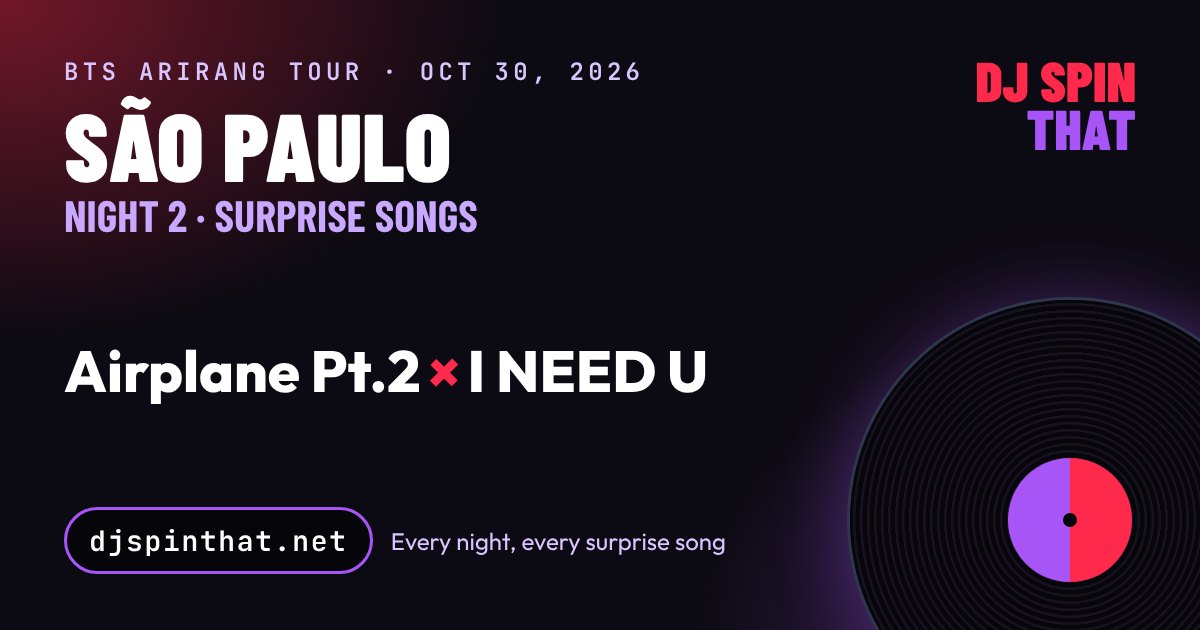 BTS ARIRANG TOUR · OCT 30, 2026
SÃO PAULO
NIGHT 2 · SURPRISE SONGS
DJ SPIN
THAT
Airplane Pt.2 × I NEED U
djspinthat.net
Every night, every surprise song